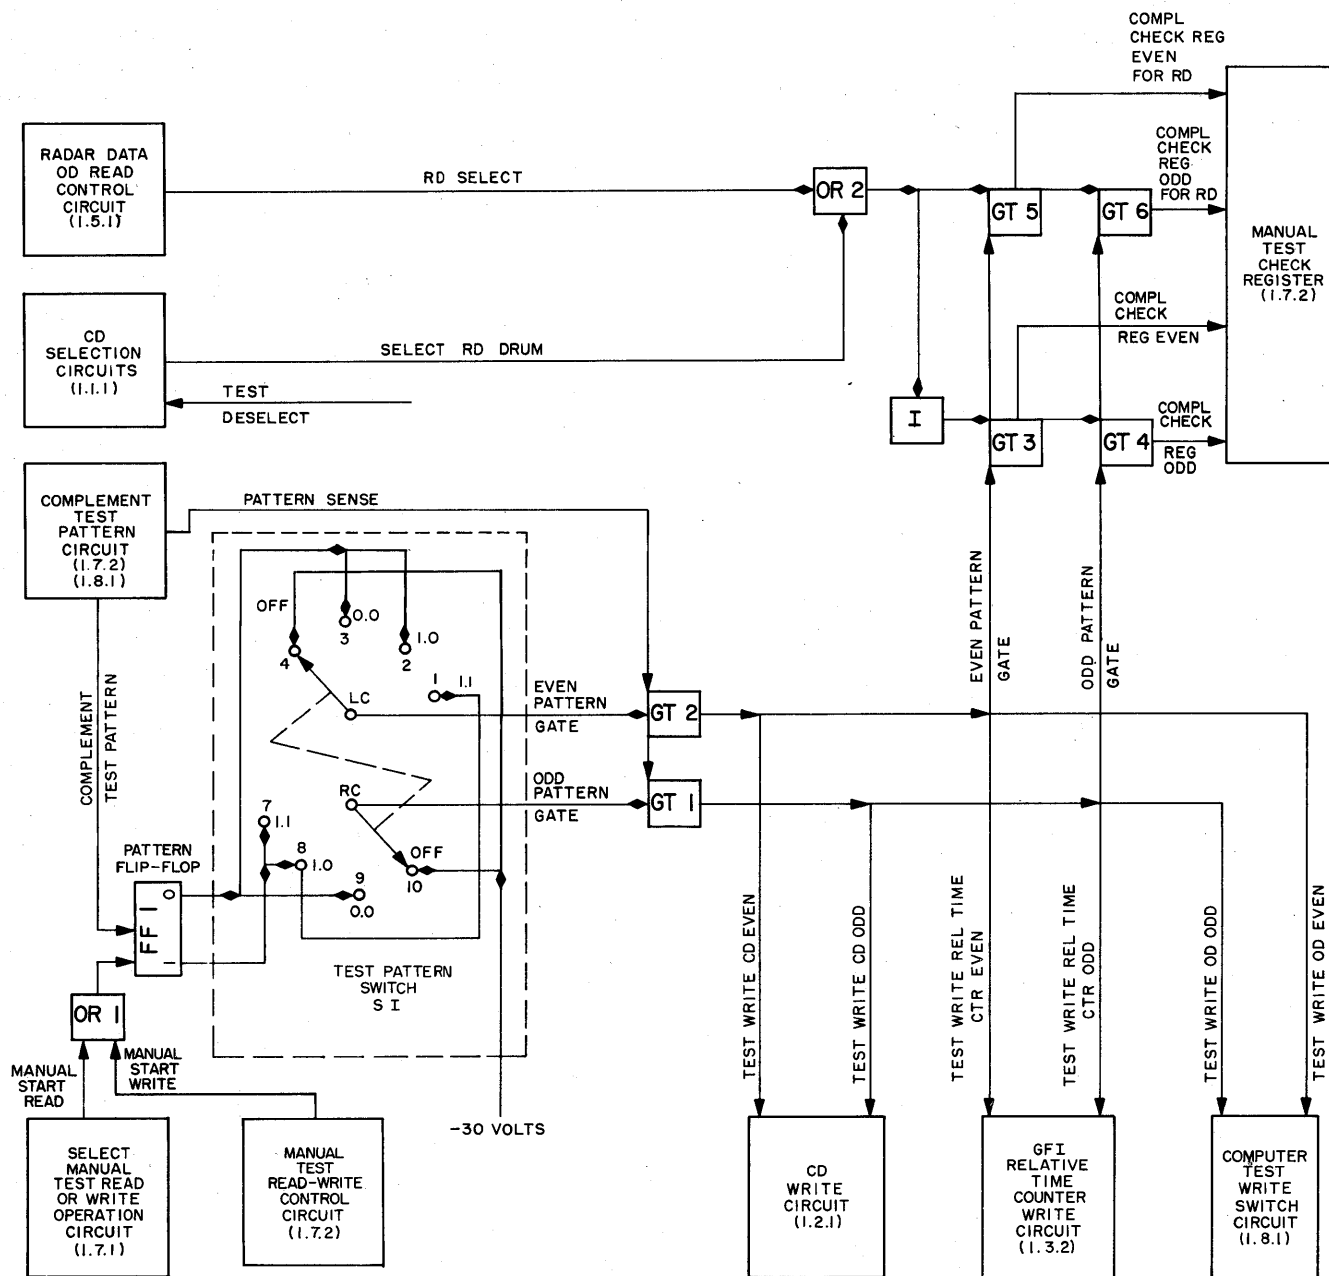 COMPL
CHECK REG
EVEN
FOR RD
RADAR DATA
OD READ
CONTROL
CIRCUIT
(1.5.1)
RD SELECT
OR 2
GT 5
GT 6
COMPL
CHECK
REG
ODD
FOR RD
MANUAL
TEST
CHECK
REGISTER
(1.7.2)
CD
SELECTION
CIRCUITS
(1.1.1)
SELECT RD DRUM
TEST
DESELECT
COMPL
CHECK
REG EVEN
I
GT 3
GT 4
COMPL
CHECK
REG
ODD
COMPLEMENT
TEST
PATTERN
CIRCUIT
(1.7.2)
(1.8.1)
PATTERN SENSE
OFF
4
0.0
3
1.0
2
1
1.1
LC
EVEN
PATTERN
GATE
GT 2
EVEN PATTERN
GATE
ODD PATTERN
GATE
COMPLEMENT
TEST PATTERN
RC
ODD
PATTERN
GATE
GT 1
7
1.1
8
1.0
9
0.0
OFF
10
PATTERN
FLIP-FLOP
FF 1
0
1
TEST PATTERN
SWITCH
S I
OR 1
MANUAL
START
READ
MANUAL
START
WRITE
-30 VOLTS
TEST WRITE CD EVEN
TEST WRITE CD ODD
TEST WRITE REL TIME
CTR EVEN
TEST WRITE REL TIME
CTR ODD
TEST WRITE OD ODD
TEST WRITE OD EVEN
SELECT
MANUAL
TEST READ
OR WRITE
OPERATION
CIRCUIT
(1.7.1)
MANUAL
TEST
READ-WRITE
CONTROL
CIRCUIT
(1.7.2)
CD
WRITE
CIRCUIT
(1.2.1)
GFI
RELATIVE
TIME
COUNTER
WRITE
CIRCUIT
(1.3.2)
COMPUTER
TEST
WRITE
SWITCH
CIRCUIT
(1.8.1)